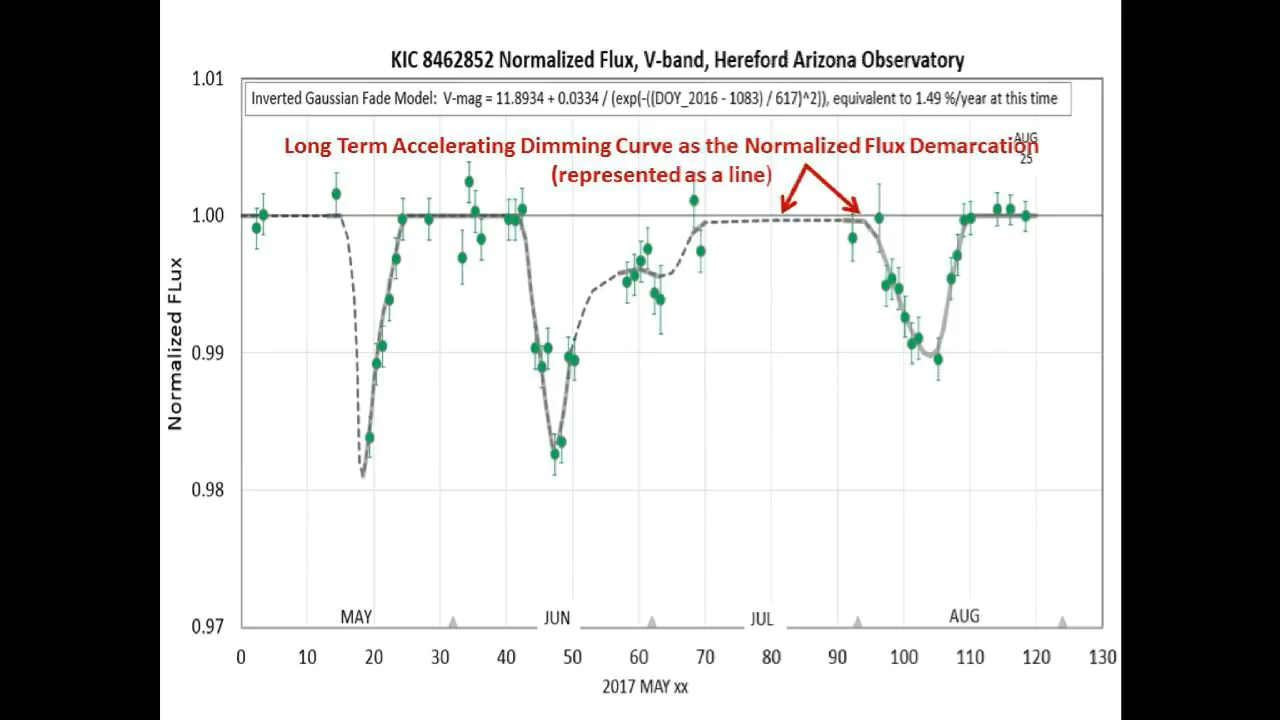 KIC 8462852 Normalized Flux, V-band, Hereford Arizona Observatory
1.01
Inverted Gaussian Fade Model: V-mag = 11.8934 + 0.0334 / (exp(-((DOY_2016 - 1083) / 617)^2)), equivalent to 1.49 %/year at this time
AUG
25
Long Term Accelerating Dimming Curve as the Normalized Flux Demarcation
(represented as a line)
1.00
Normalized FLux
0.99
0.98
0.97
MAY JUN JUL AUG
0 10 20 30 40 50 60 70 80 90 100 110 120 130
2017 MAY xx